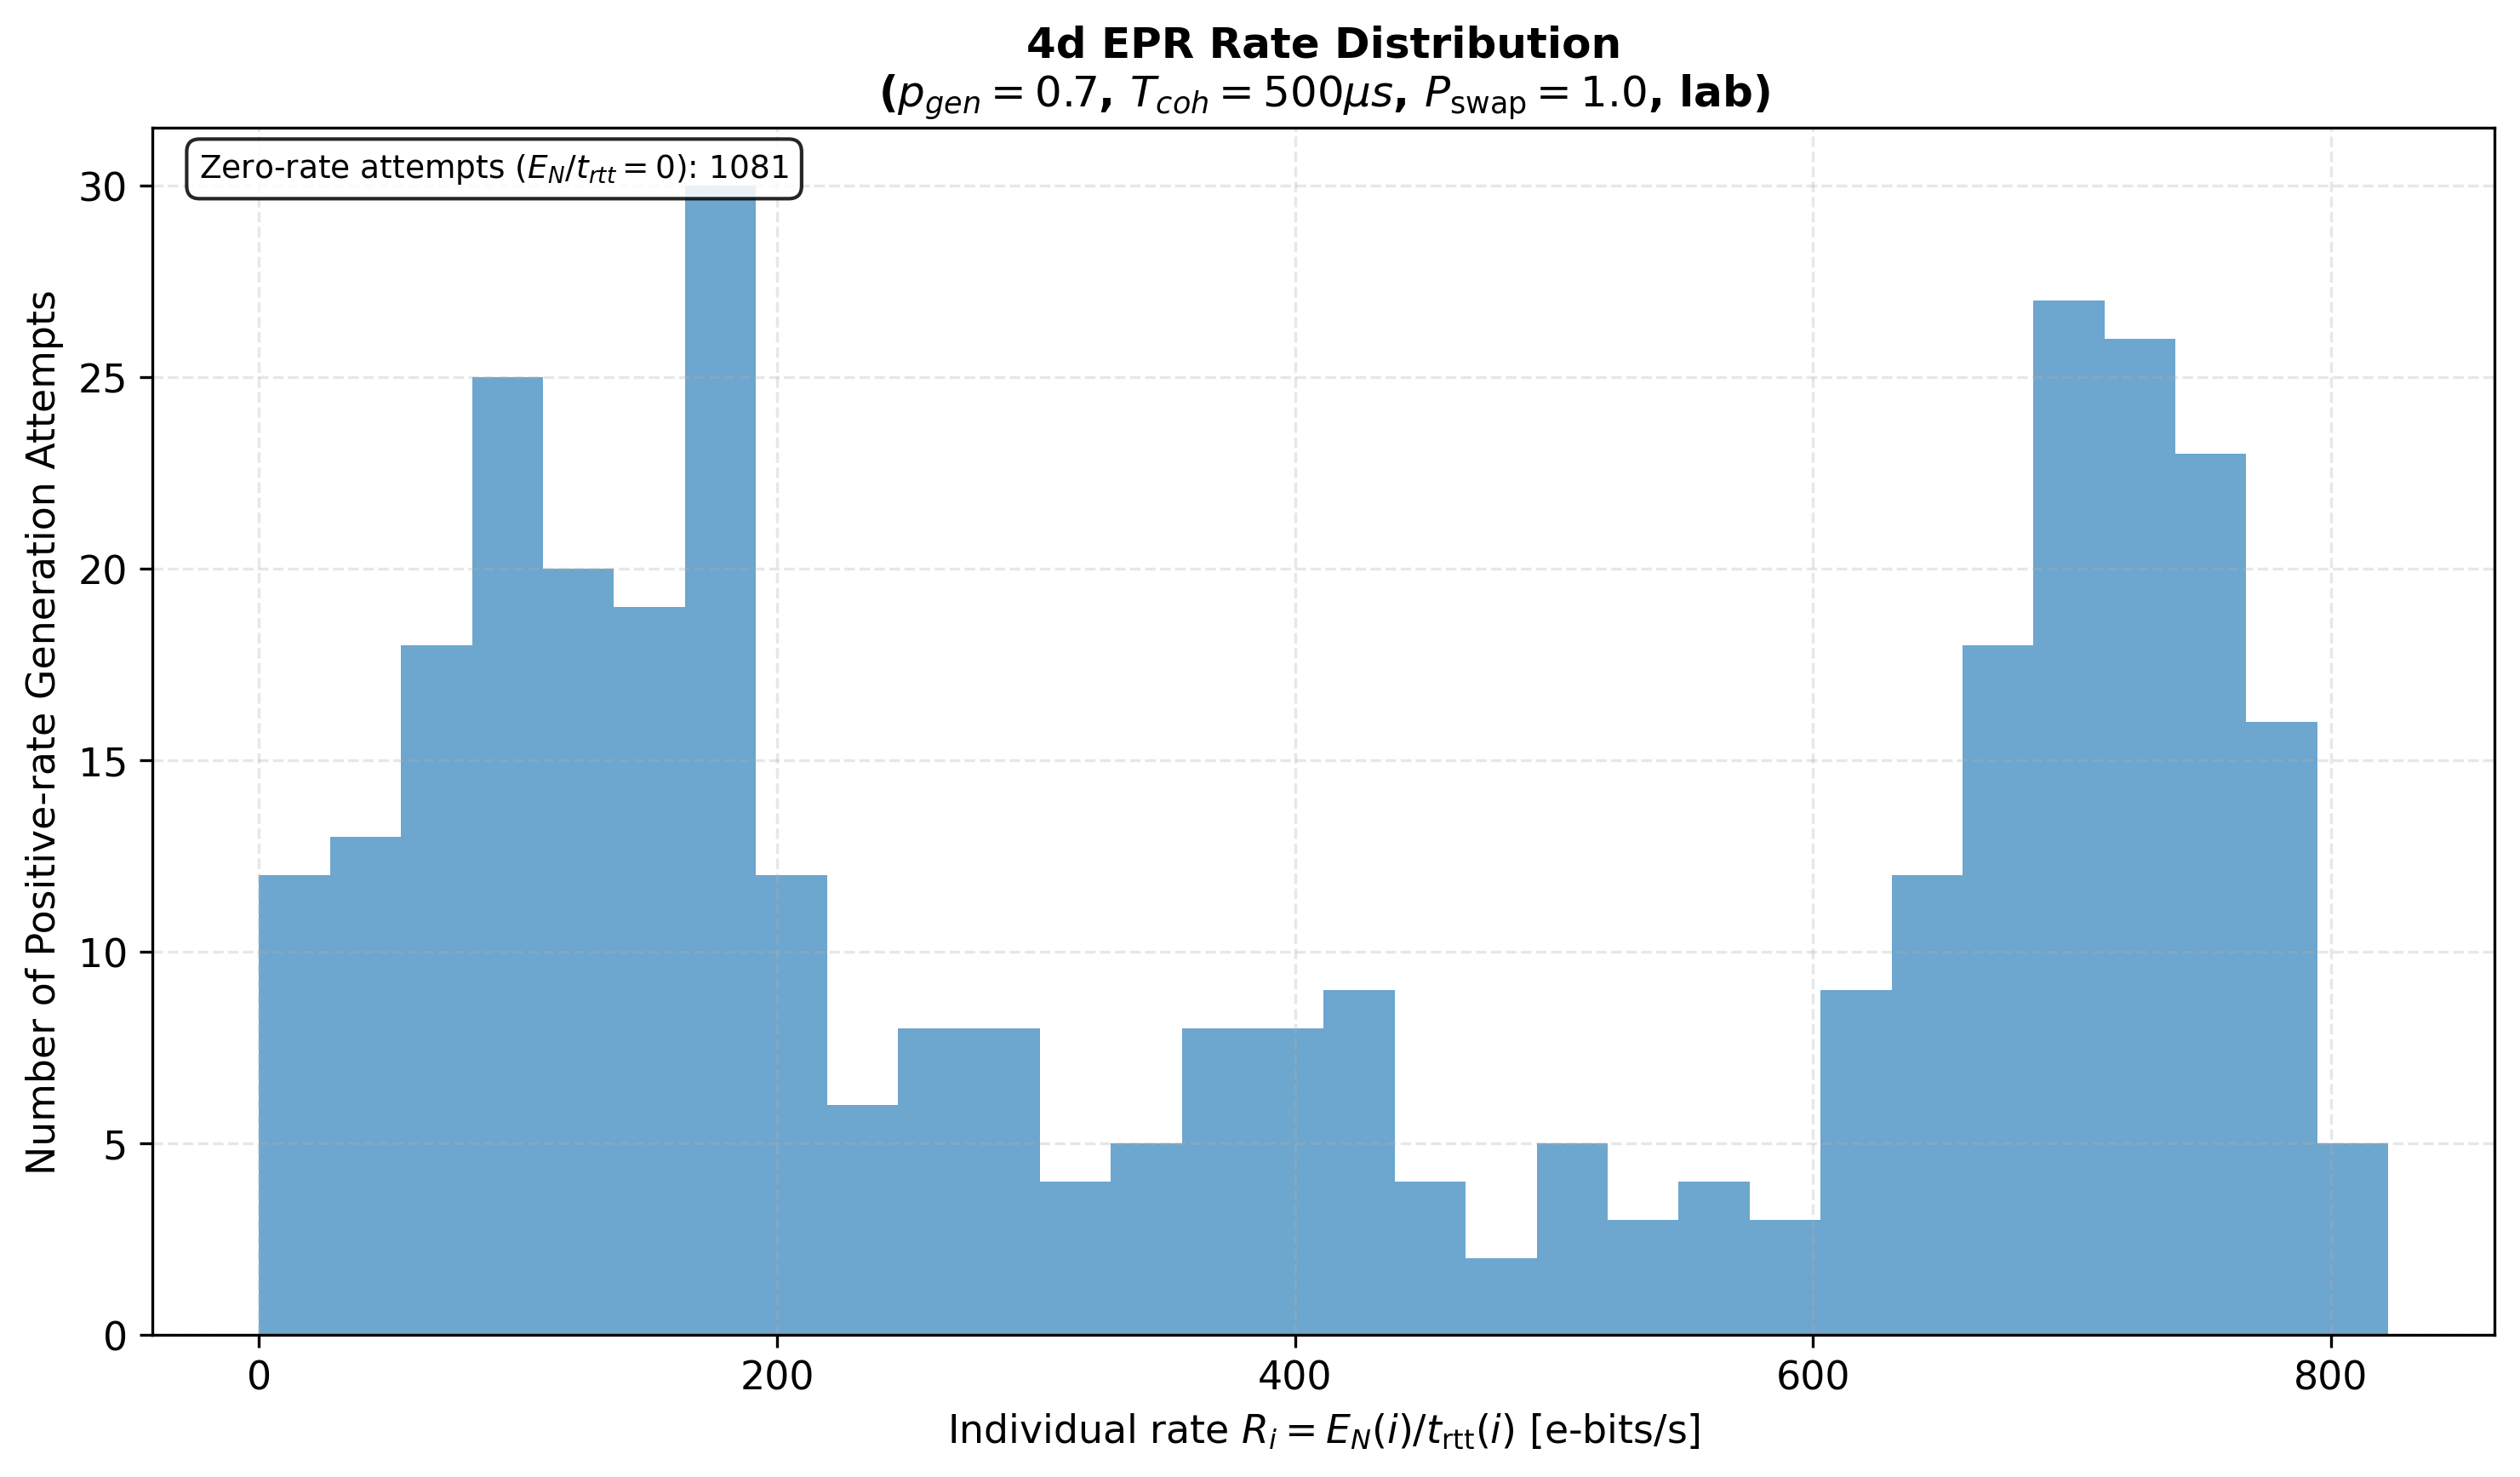 4d EPR Rate Distribution
(p_gen = 0.7, T_coh = 500μs, P_swap = 1.0, lab)
Zero-rate attempts (E_N/t_rtt = 0): 1081
30
25
20
15
10
5
0
Number of Positive-rate Generation Attempts
0 200 400 600 800
Individual rate R_i = E_N(i)/t_rtt(i) [e-bits/s]